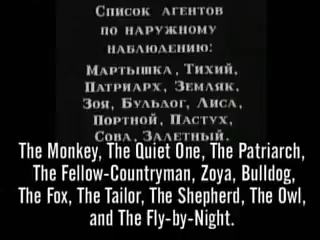 Список агентов
по наружному
наблюдению:
Мартышка, Тихий,
Патриарх, Земляк,
Зоя, Бульдог, Лиса,
Портной, Пастух,
Сова, Залетный.
The Monkey, The Quiet One, The Patriarch,
The Fellow-Countryman, Zoya, Bulldog,
The Fox, The Tailor, The Shepherd, The Owl,
and The Fly-by-Night.